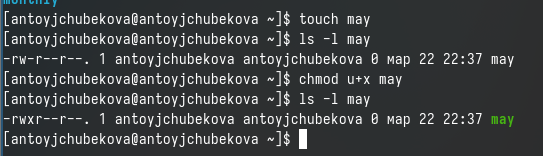 monthly
[antoyjchubekova@antoyjchubekova ~]$ touch may
[antoyjchubekova@antoyjchubekova ~]$ ls -l may
-rw-r--r--. 1 antoyjchubekova antoyjchubekova 0 мар 22 22:37 may
[antoyjchubekova@antoyjchubekova ~]$ chmod u+x may
[antoyjchubekova@antoyjchubekova ~]$ ls -l may
-rwxr--r--. 1 antoyjchubekova antoyjchubekova 0 мар 22 22:37 may
[antoyjchubekova@antoyjchubekova ~]$